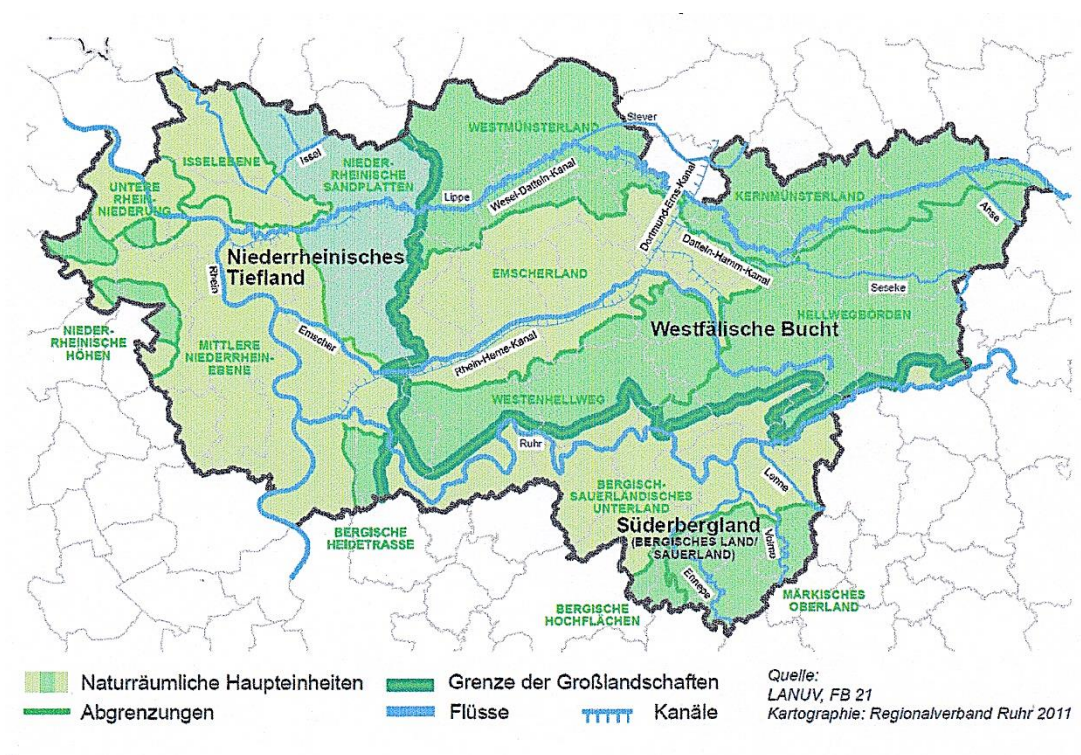 WESTMÜNSTERLAND
Stever
ISSELEBENE
Issel
NIEDER-
RHEINISCHE
SANDPLATTEN
UNTERE
RHEIN-
NIEDERUNG
Lippe
Wesel-Datteln-Kanal
Dortmund-Ems-Kanal
KERNMÜNSTERLAND
Ahse
Datteln-Hamm-Kanal
Niederrheinisches
Tiefland
Rhein
EMSCHERLAND
Seseke
HELLWEGBÖRDEN
Westfälische Bucht
NIEDER-
RHEINISCHE
HÖHEN
MITTLERE
NIEDERRHEIN-
EBENE
Emscher
Rhein-Herne-Kanal
WESTENHELLWEG
Ruhr
BERGISCH-
SAUERLÄNDISCHES
UNTERLAND
Lenne
Süderbergland
(BERGISCHES LAND/
SAUERLAND)
Volme
Ennepe
BERGISCHE
HEIDETRASSE
BERGISCHE
HOCHFLÄCHEN
MÄRKISCHES
OBERLAND
Naturräumliche Haupteinheiten
Grenze der Großlandschaften
Abgrenzungen
Flüsse
Kanäle
Quelle:
LANUV, FB 21
Kartographie: Regionalverband Ruhr 2011